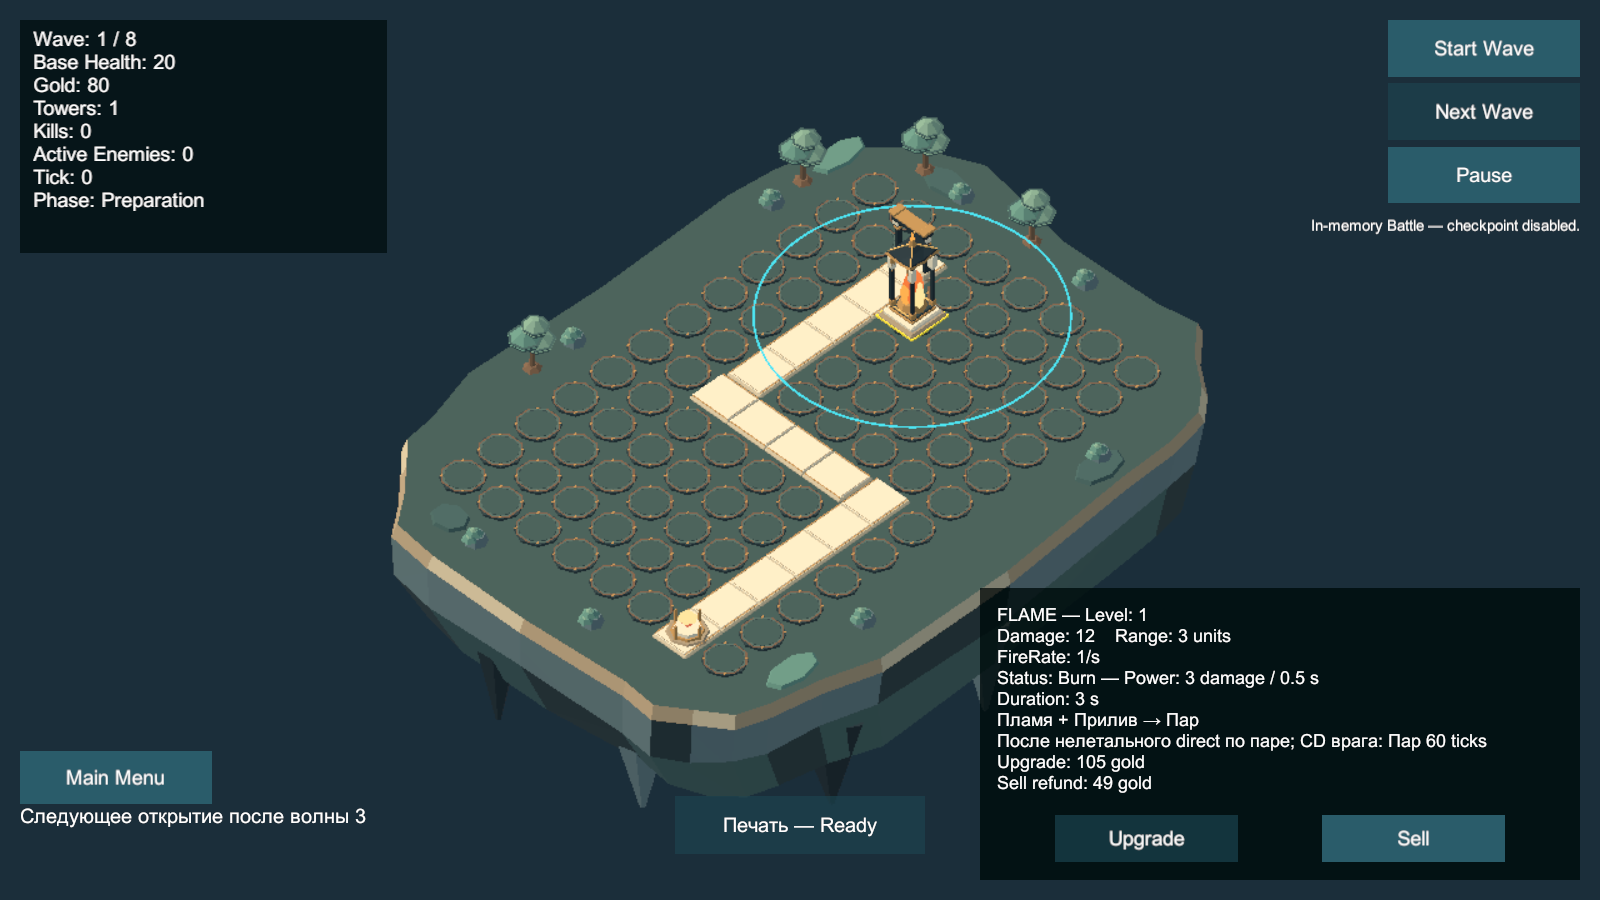 Wave: 1 / 8
Base Health: 20
Gold: 80
Towers: 1
Kills: 0
Active Enemies: 0
Tick: 0
Phase: Preparation
Start Wave
Next Wave
Pause
In-memory Battle — checkpoint disabled.
FLAME — Level: 1
Damage: 12    Range: 3 units
FireRate: 1/s
Status: Burn — Power: 3 damage / 0.5 s
Duration: 3 s
Пламя + Прилив → Пар
После нелетального direct по паре; CD врага: Пар 60 ticks
Upgrade: 105 gold
Sell refund: 49 gold
Upgrade
Sell
Main Menu
Следующее открытие после волны 3
Печать — Ready